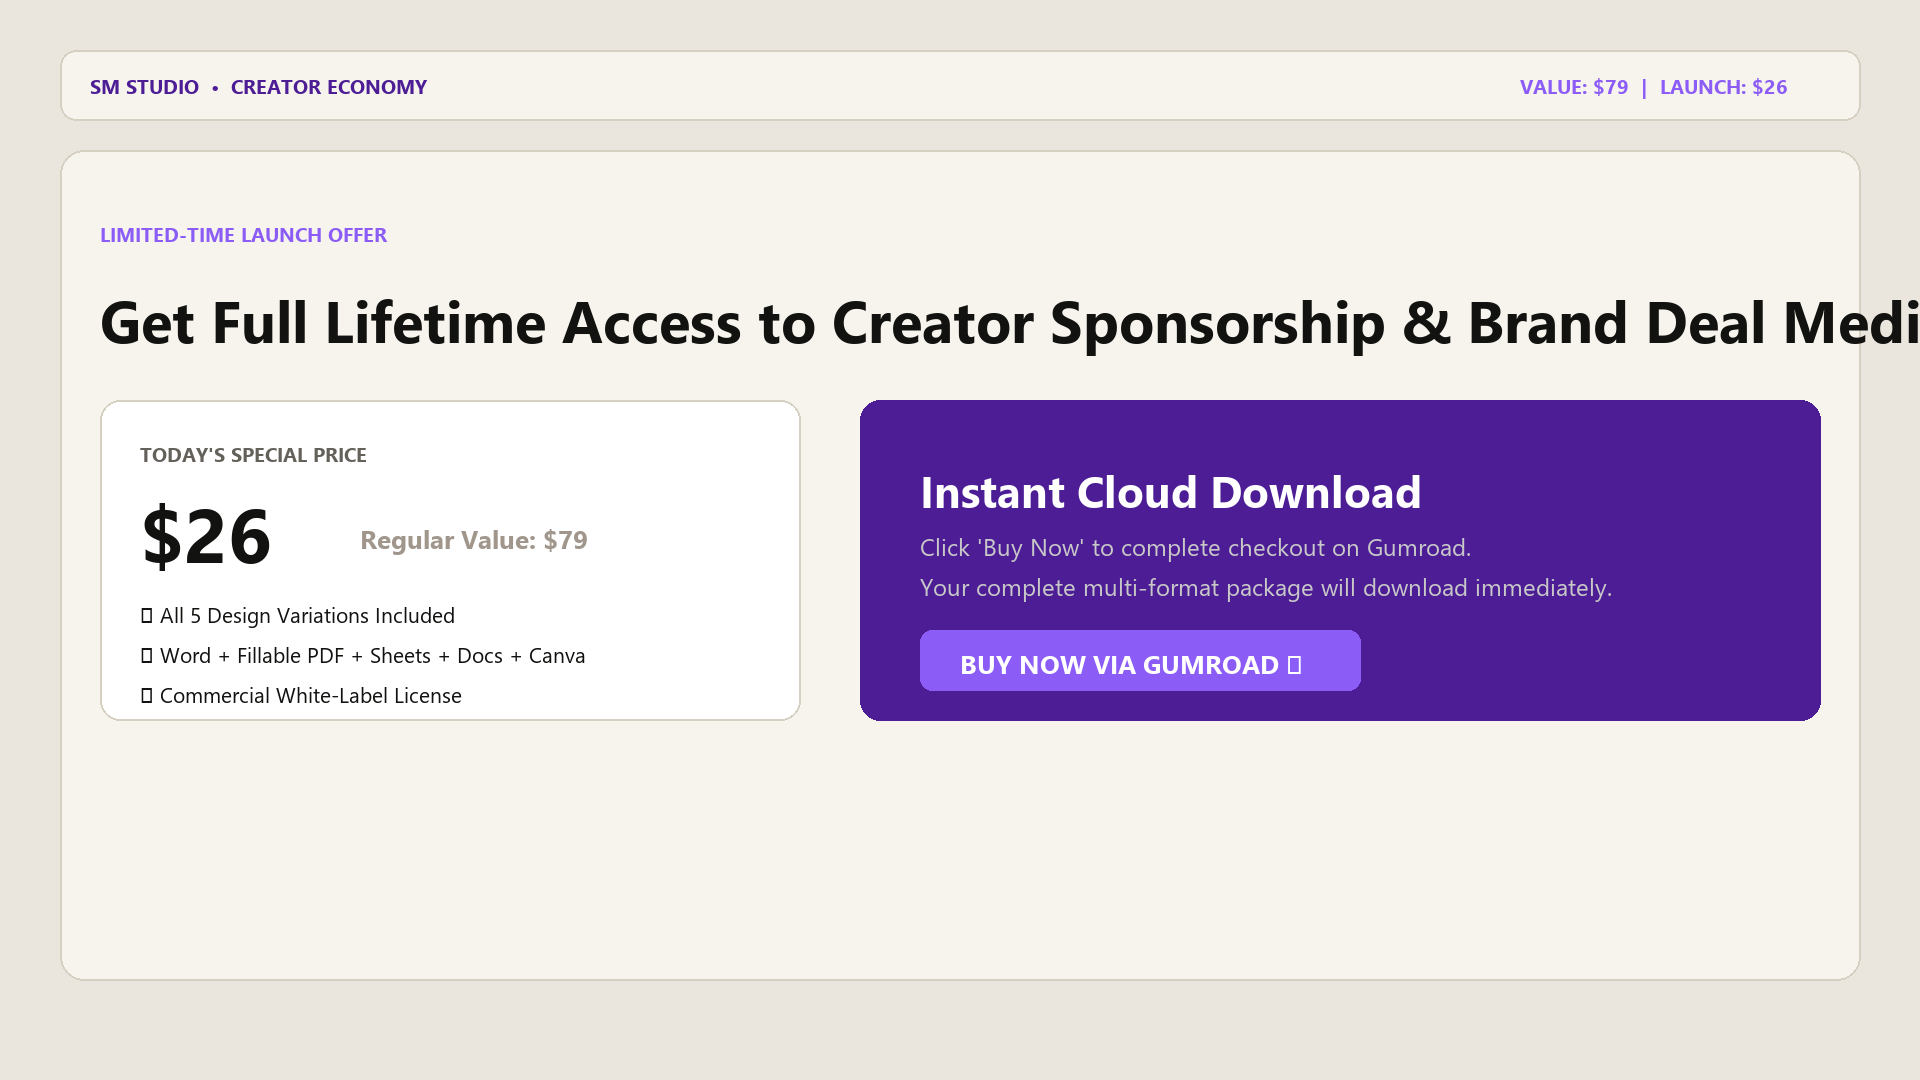 SM STUDIO • CREATOR ECONOMY
VALUE: $79 | LAUNCH: $26
LIMITED-TIME LAUNCH OFFER
Get Full Lifetime Access to Creator Sponsorship & Brand Deal Medi
TODAY'S SPECIAL PRICE
$26
Regular Value: $79
All 5 Design Variations Included
Word + Fillable PDF + Sheets + Docs + Canva
Commercial White-Label License
Instant Cloud Download
Click 'Buy Now' to complete checkout on Gumroad.
Your complete multi-format package will download immediately.
BUY NOW VIA GUMROAD